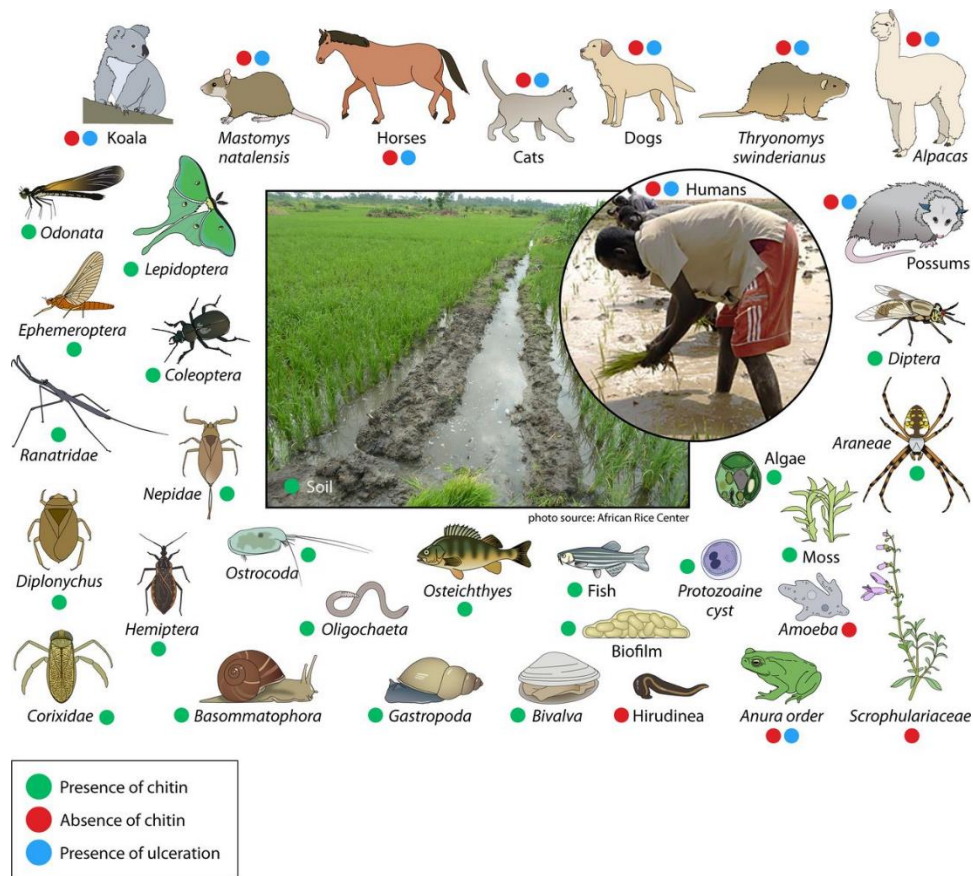 Koala
Mastomys
natalensis
Horses
Cats
Dogs
Thryonomys
swinderianus
Alpacas
Odonata
Lepidoptera
Humans
Possums
Ephemeroptera
Coleoptera
Diptera
Ranatridae
Nepidae
Soil
Algae
Araneae
photo source: African Rice Center
Diplonychus
Hemiptera
Ostrocoda
Oligochaeta
Osteichthyes
Fish
Protozoaine
cyst
Moss
Amoeba
Biofilm
Corixidae
Basommatophora
Gastropoda
Bivalva
Hirudinea
Anura order
Scrophulariaceae
Presence of chitin
Absence of chitin
Presence of ulceration